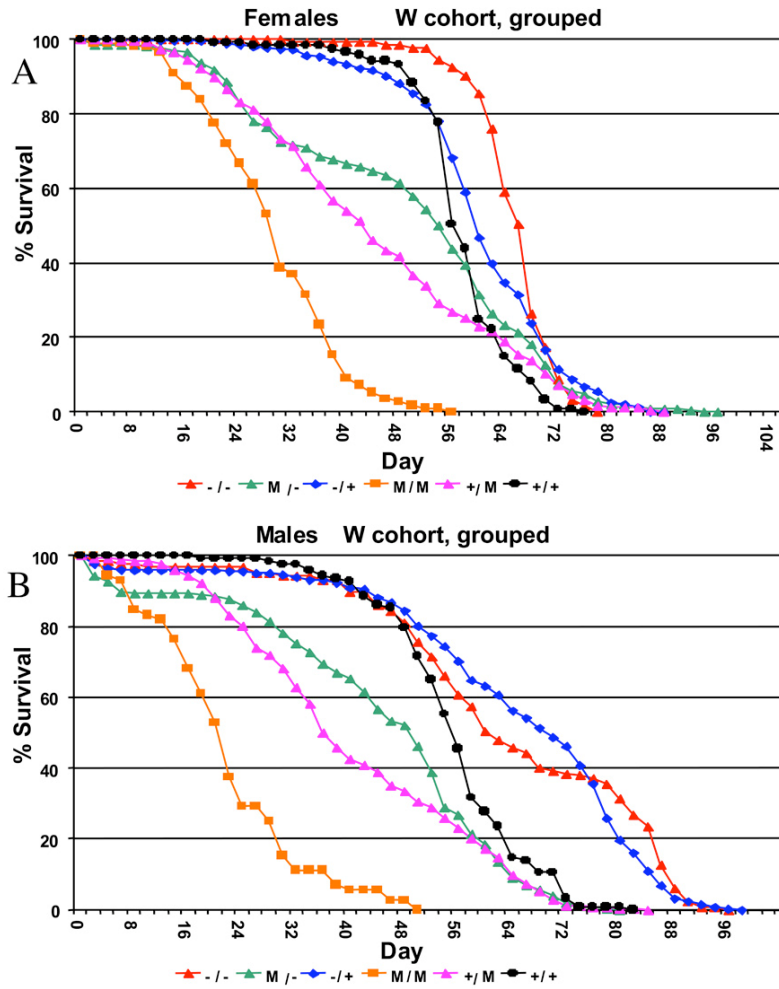 Females W cohort, grouped
A
% Survival
100
80
60
40
20
0
0 8 16 24 32 40 48 56 64 72 80 88 96 104
Day
-/- M/- -/+ M/M +/M +/+
Males W cohort, grouped
B
% Survival
100
80
60
40
20
0
0 8 16 24 32 40 48 56 64 72 80 88 96
Day
-/- M/- -/+ M/M +/M +/+